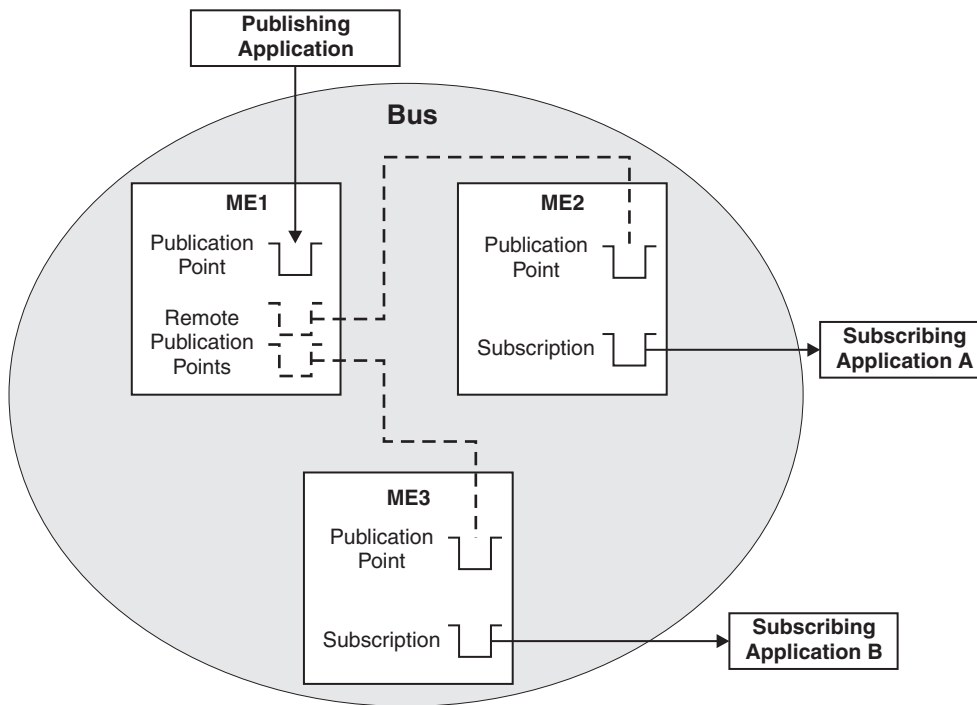 Publishing
Application
Bus
ME1
Publication
Point
Remote
Publication
Points
ME2
Publication
Point
Subscription
Subscribing
Application A
ME3
Publication
Point
Subscription
Subscribing
Application B